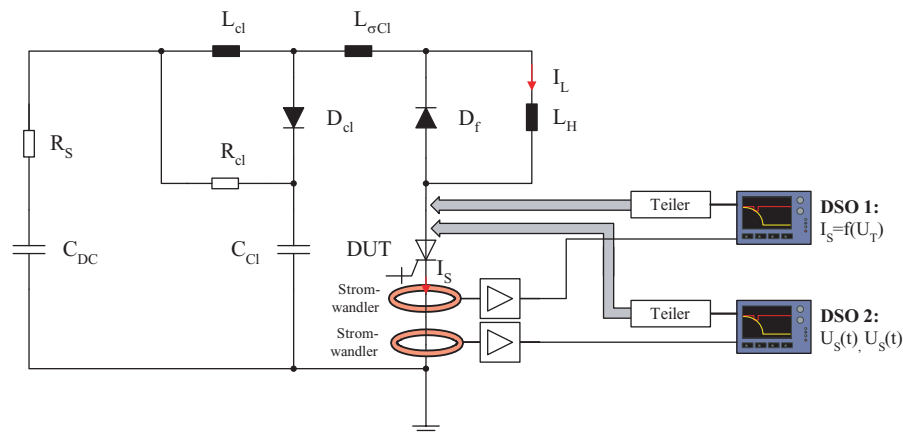 L_cl
L_σCl
I_L
D_cl
D_f
L_H
R_S
R_cl
Teiler
DSO 1:
I_S=f(U_T)
C_DC
C_Cl
DUT
I_S
Strom-
wandler
Teiler
DSO 2:
U_S(t), U_S(t)
Strom-
wandler